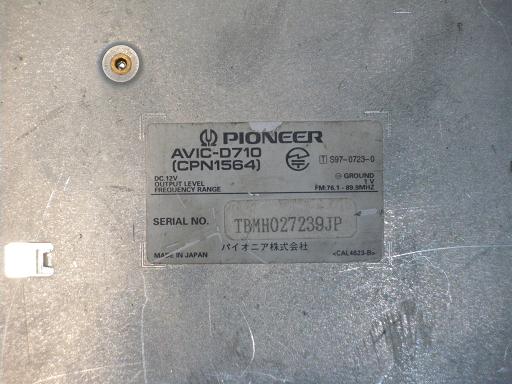 PIONEER
AVIC-D710
(CPN1564)
T S97-0723-0
DC.12V ⊖ GROUND
OUTPUT LEVEL 1 V
FREQUENCY RANGE FM:76.1 - 89.9MHZ
SERIAL NO. TBMH027239JP
パイオニア株式会社
MADE IN JAPAN <CAL4623-B>